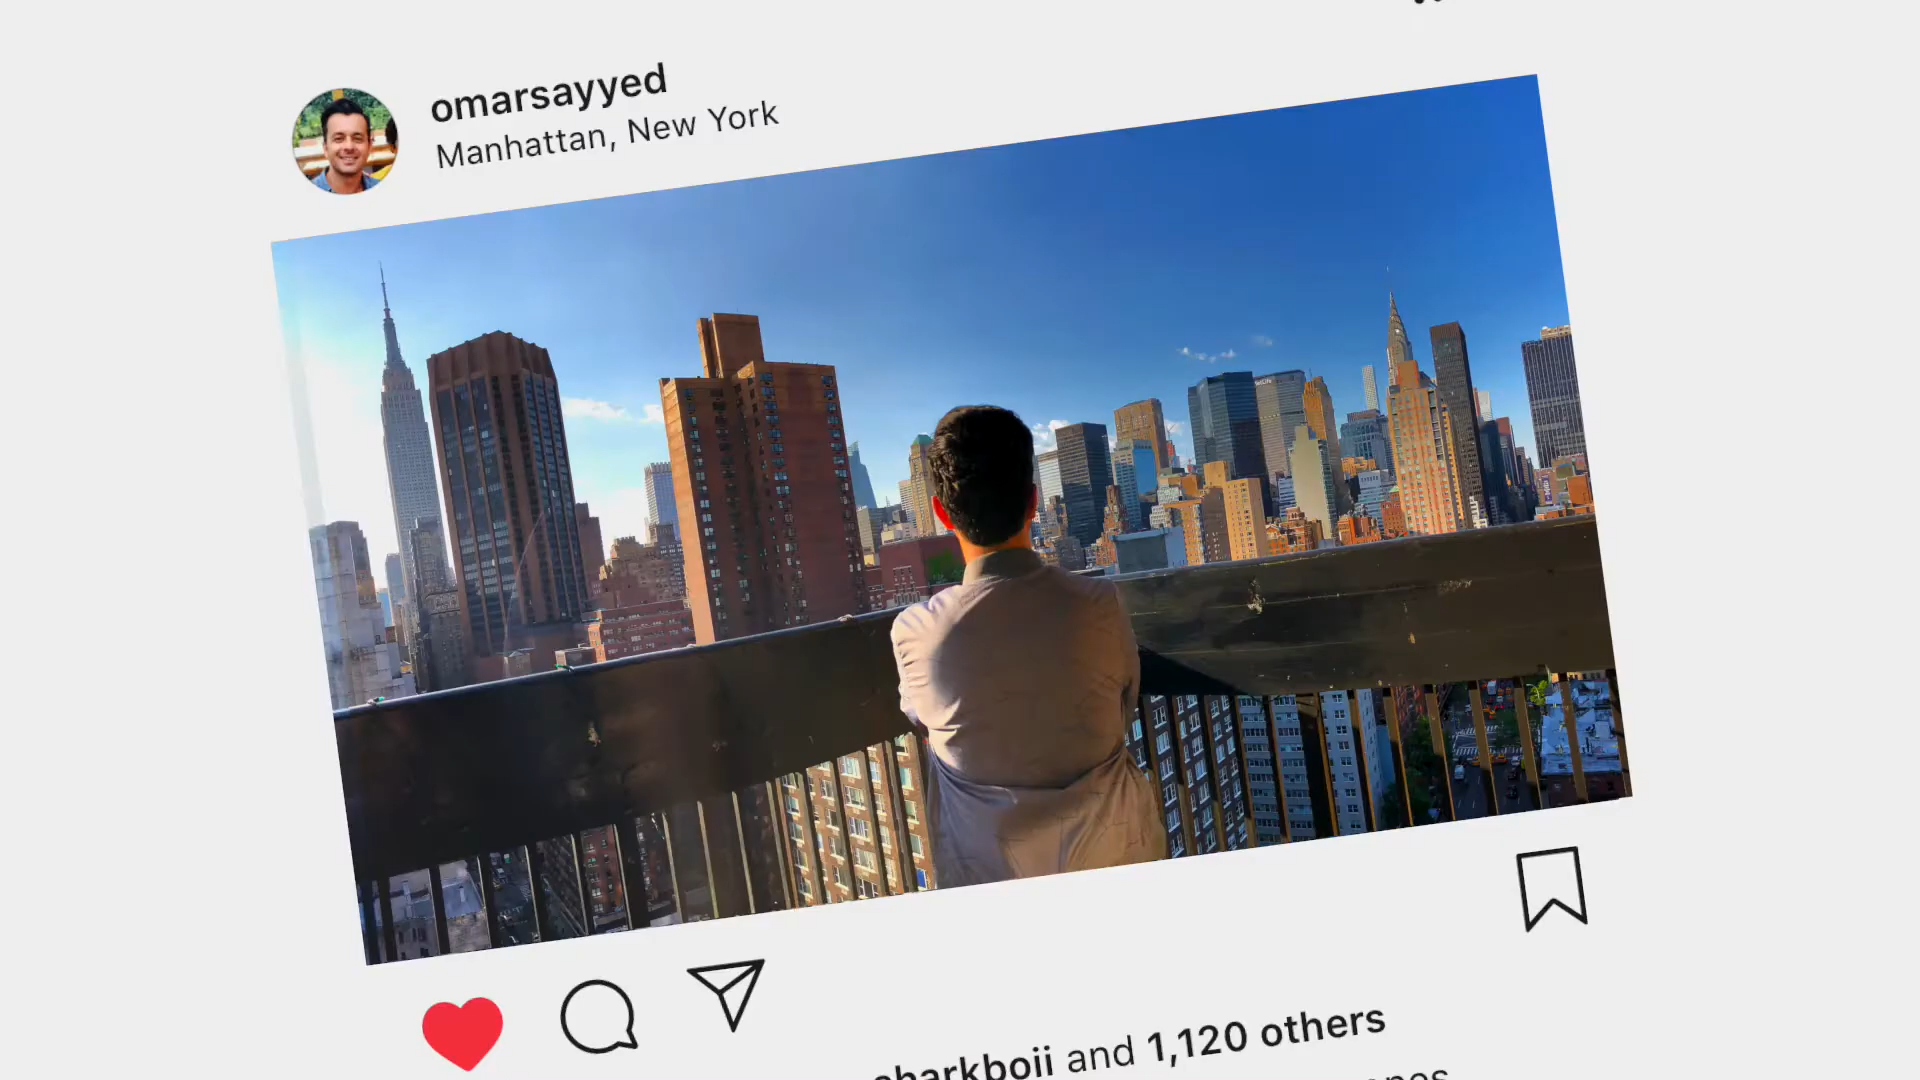 omarsayyed
Manhattan, New York
and 1,120 others